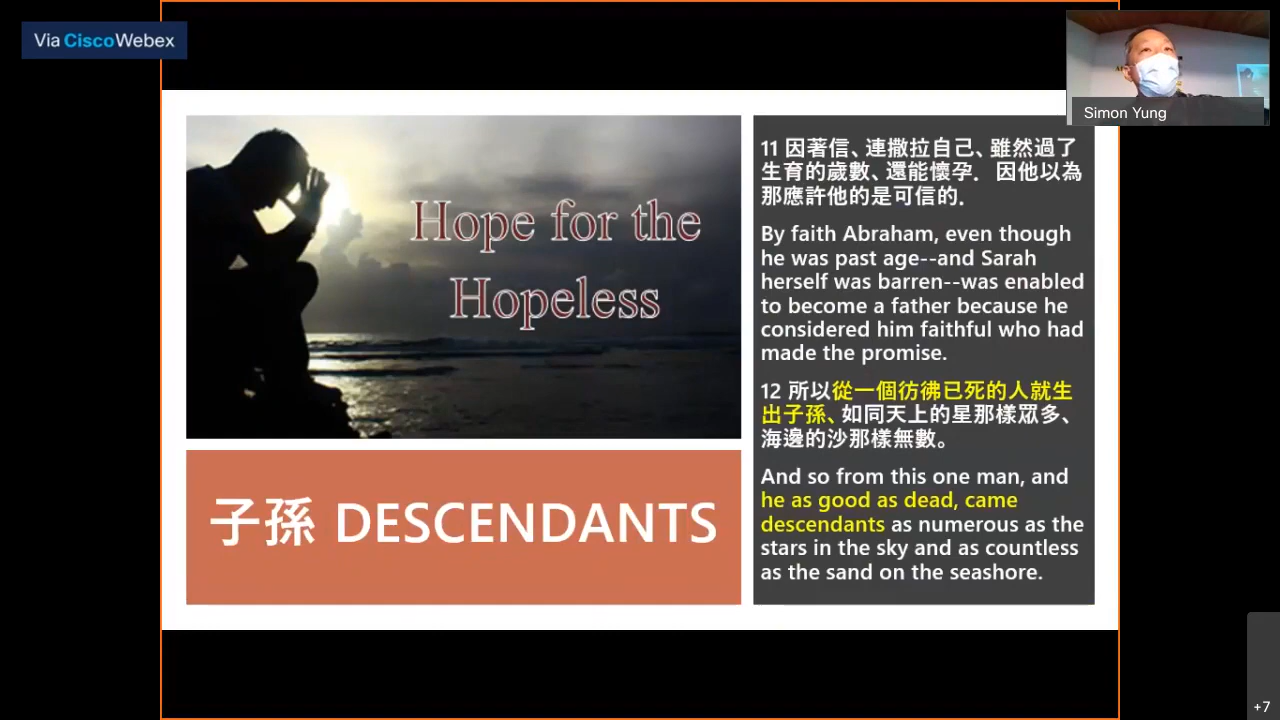 Via CiscoWebex
Simon Yung
Hope for the
Hopeless
子孫 DESCENDANTS
11 因著信、連撒拉自己、雖然過了
生育的歲數、還能懷孕． 因他以為
那應許他的是可信的．
By faith Abraham, even though
he was past age--and Sarah
herself was barren--was enabled
to become a father because he
considered him faithful who had
made the promise.
12 所以從一個彷彿已死的人就生
出子孫、如同天上的星那樣眾多、
海邊的沙那樣無數。
And so from this one man, and
he as good as dead, came
descendants as numerous as the
stars in the sky and as countless
as the sand on the seashore.
+7